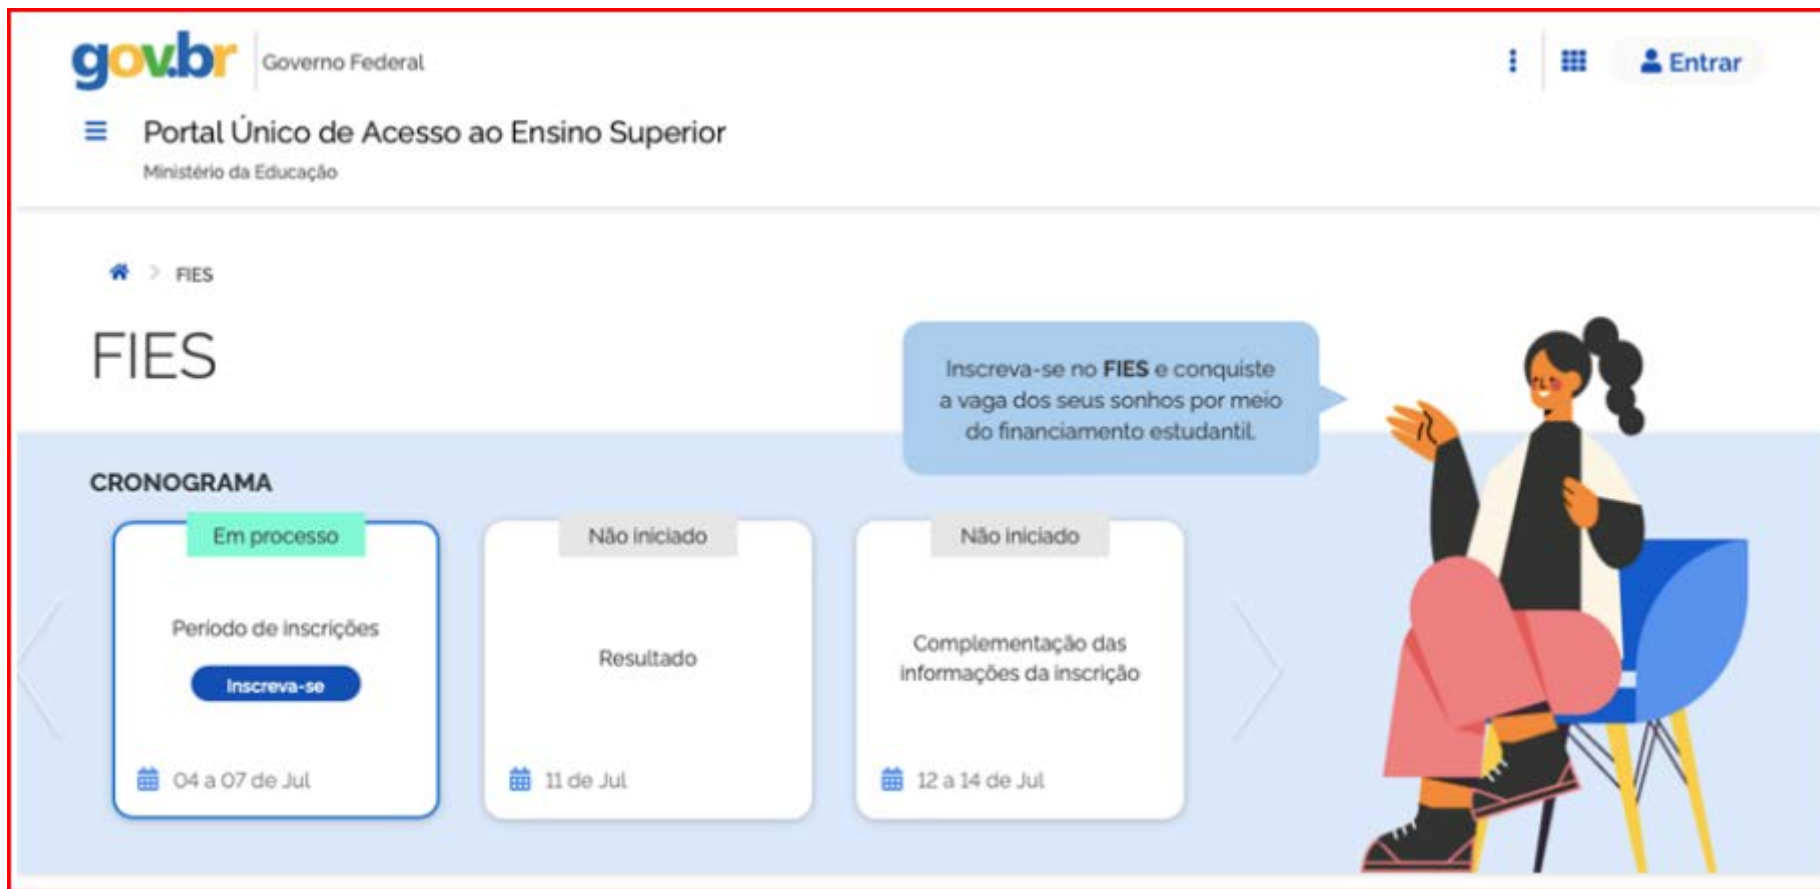 gov.br
Governo Federal
Entrar
Portal Único de Acesso ao Ensino Superior
Ministério da Educação
FIES
FIES
Inscreva-se no FIES e conquiste
a vaga dos seus sonhos por meio
do financiamento estudantil.
CRONOGRAMA
Em processo
Período de inscrições
Inscreva-se
04 a 07 de Jul
Não iniciado
Resultado
11 de Jul
Não iniciado
Complementação das
informações da inscrição
12 a 14 de Jul